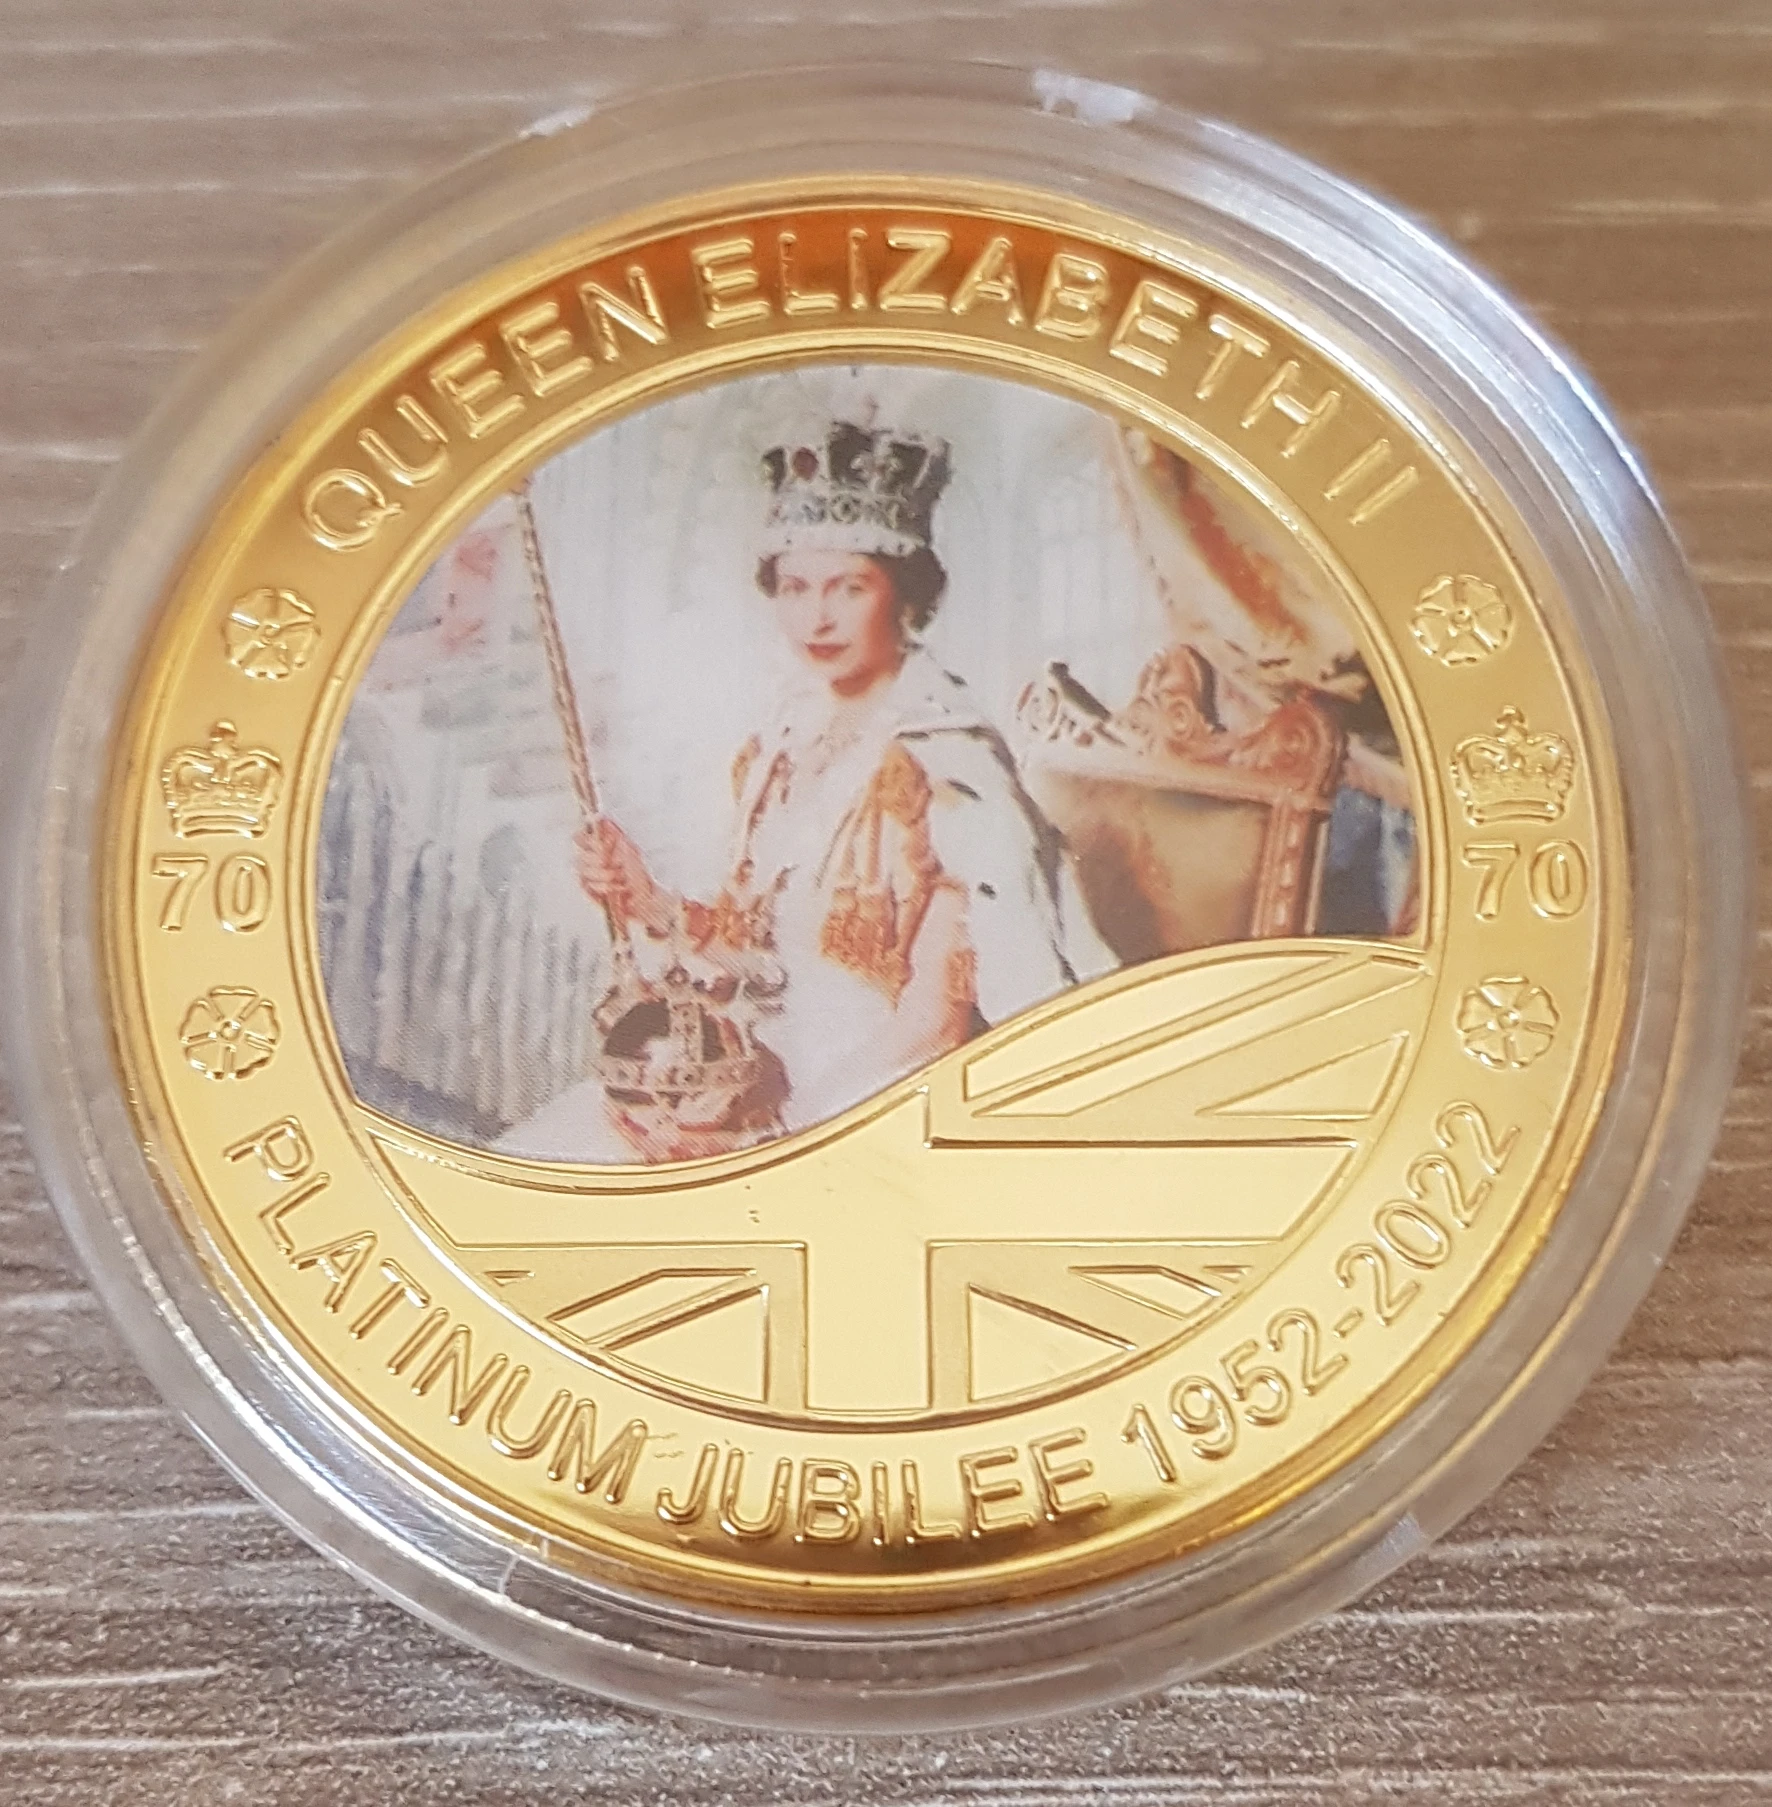 QUEEN ELIZABETH II
70 70
PLATINUM JUBILEE 1952-2022